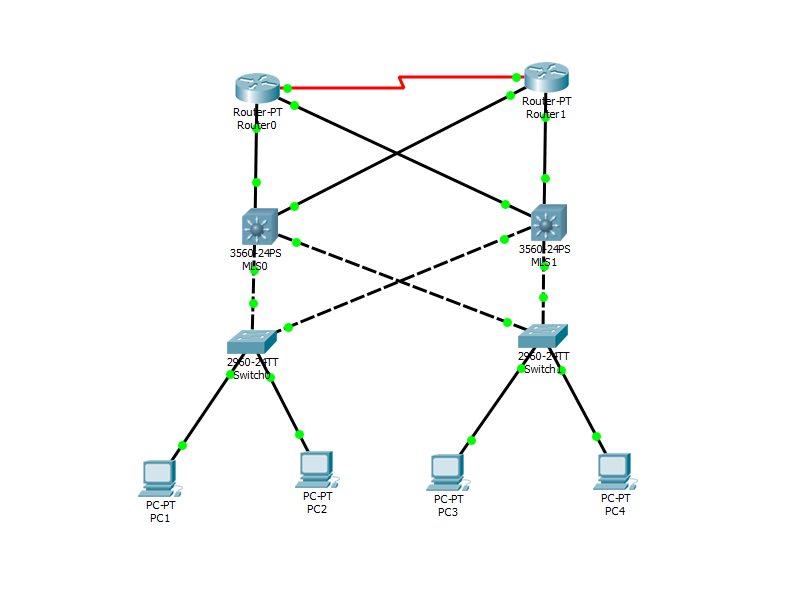 Router-PT
Router0
Router-PT
Router1
3560-24PS
MLS0
3560-24PS
MLS1
2960-24TT
Switch0
2960-24TT
Switch1
PC-PT
PC1
PC-PT
PC2
PC-PT
PC3
PC-PT
PC4